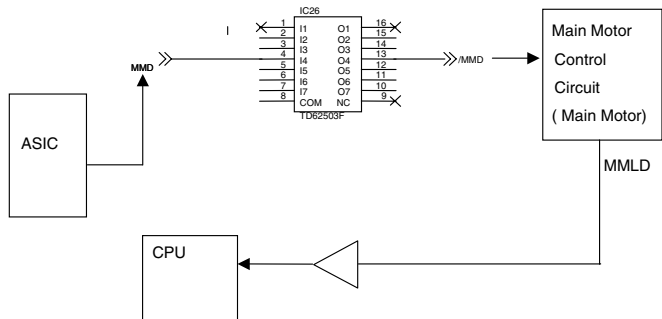 IC26
I
1 I1 O1 16
2 I2 O2 15
3 I3 O3 14
4 I4 O4 13
5 I5 O5 12
6 I6 O6 11
7 I7 O7 10
8 COM NC 9
TD62503F
MMD
/MMD
Main Motor
Control
Circuit
( Main Motor)
ASIC
MMLD
CPU